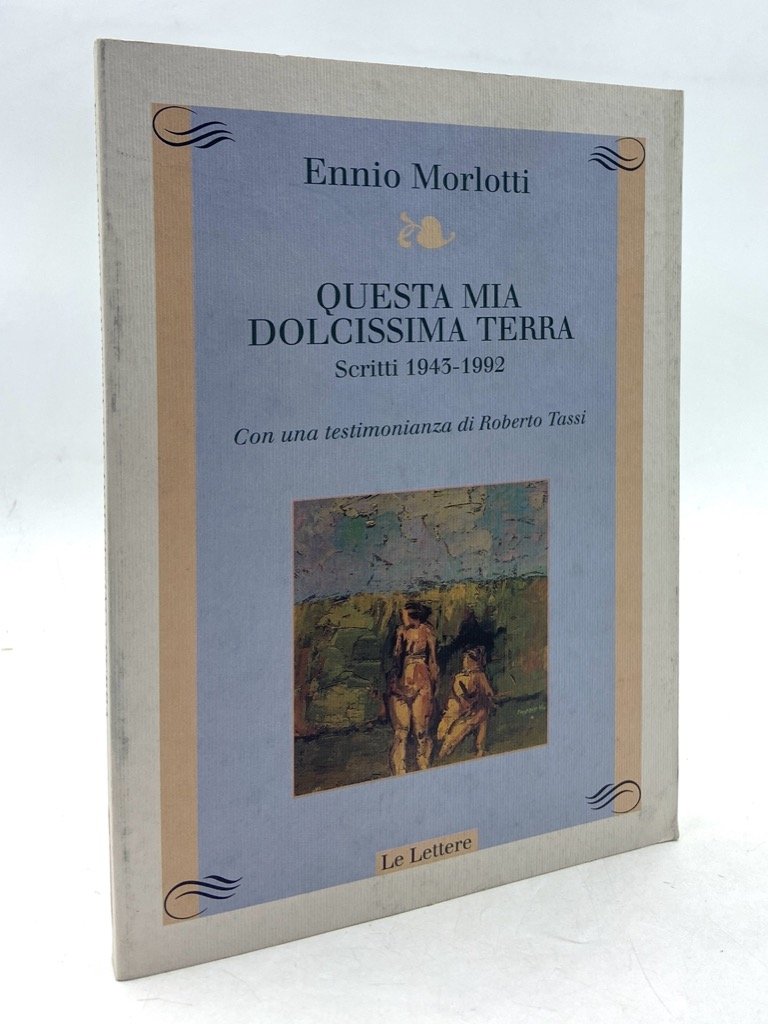 Ennio Morlotti
QUESTA MIA
DOLCISSIMA TERRA
Scritti 1943-1992
Con una testimonianza di Roberto Tassi
Le Lettere